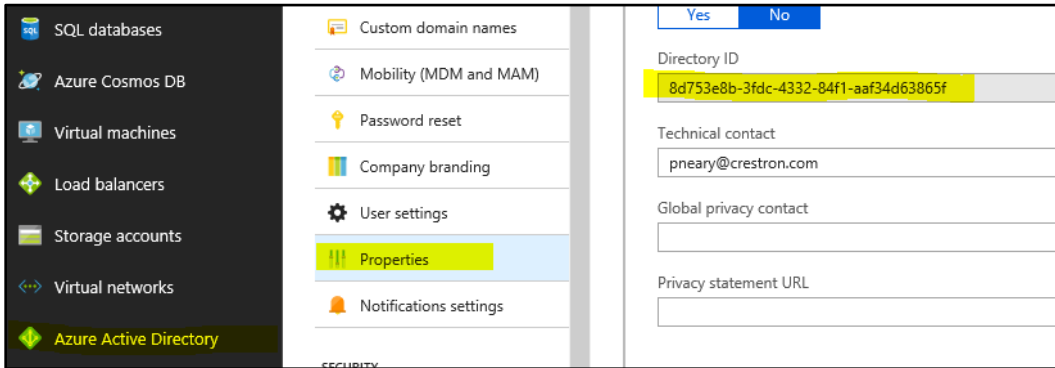 SQL databases
Azure Cosmos DB
Virtual machines
Load balancers
Storage accounts
Virtual networks
Azure Active Directory
Custom domain names
Mobility (MDM and MAM)
Password reset
Company branding
User settings
Properties
Notifications settings
SECURITY
Yes No
Directory ID
8d753e8b-3fdc-4332-84f1-aaf34d63865f
Technical contact
pneary@crestron.com
Global privacy contact
Privacy statement URL